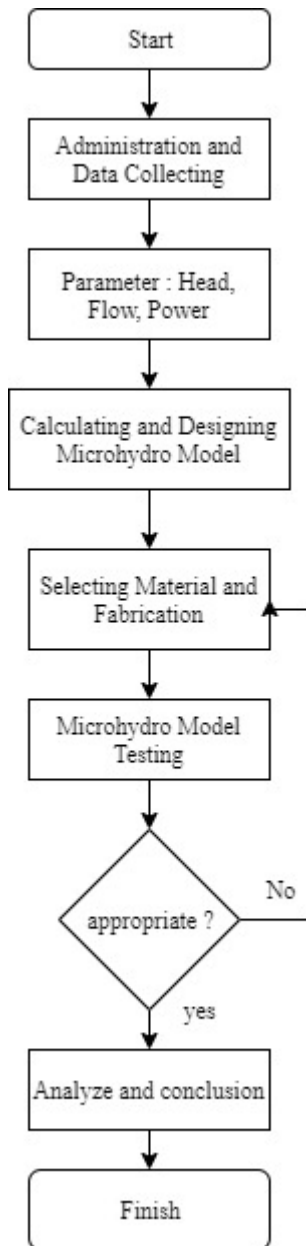 Start
Administration and
Data Collecting
Parameter : Head,
Flow, Power
Calculating and Designing
Microhydro Model
Selecting Material and
Fabrication
Microhydro Model
Testing
No
appropriate ?
yes
Analyze and conclusion
Finish